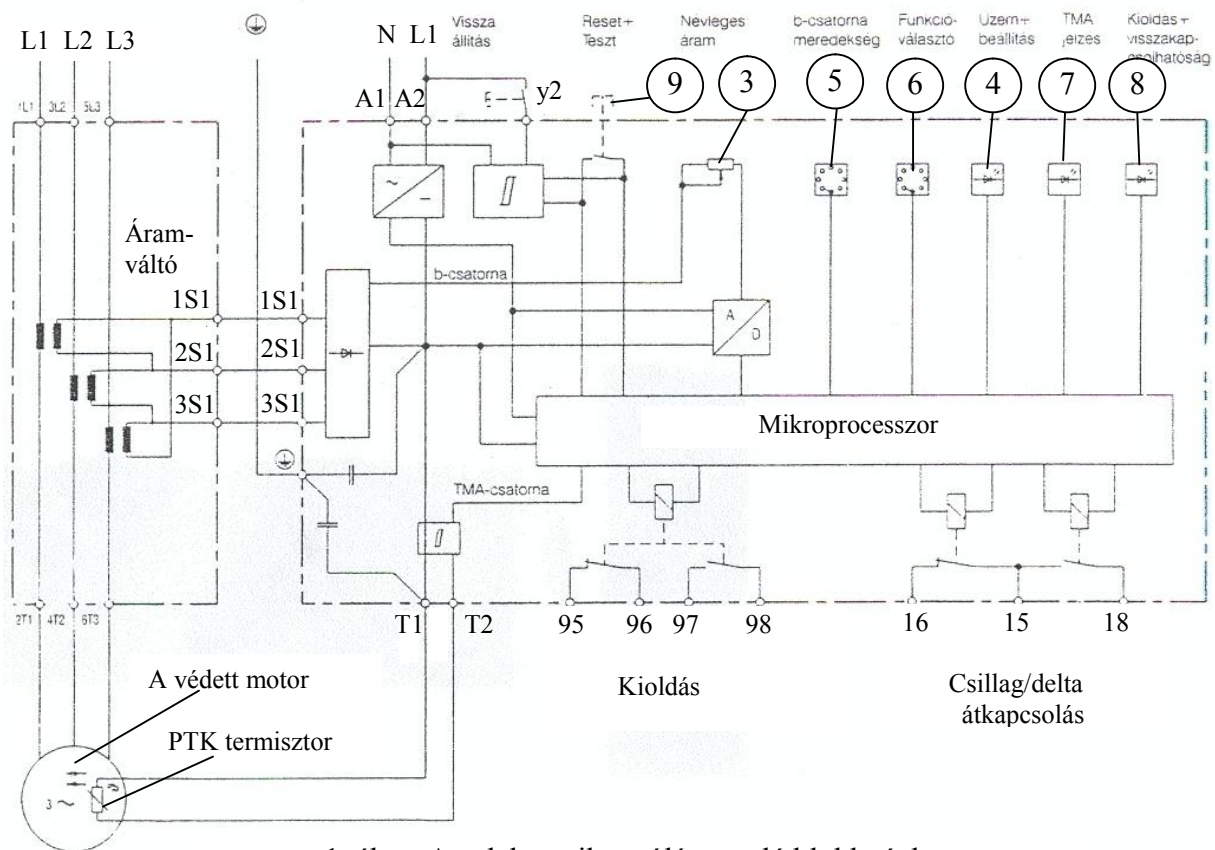 Vissza
állítás
Reset+
Teszt
Névleges
áram
b-csatorna
meredekség
Funkció-
választó
Üzem+
beállítás
TMA
jelzés
Kioldás +
visszakap-
csolhatóság
L1 L2 L3
N L1
9 3 5 6 4 7 8
1L1 3L2 5L3
A1 A2
E
y2
~
–
Áram-
váltó
b-csatorna
1S1 1S1
A
D
2S1 2S1
3S1 3S1
Mikroprocesszor
TMA-csatorna
2T1 4T2 6T3
T1 T2 95 96 97 98 16 15 18
A védett motor
Kioldás
Csillag/delta
átkapcsolás
PTK termisztor
3 ~